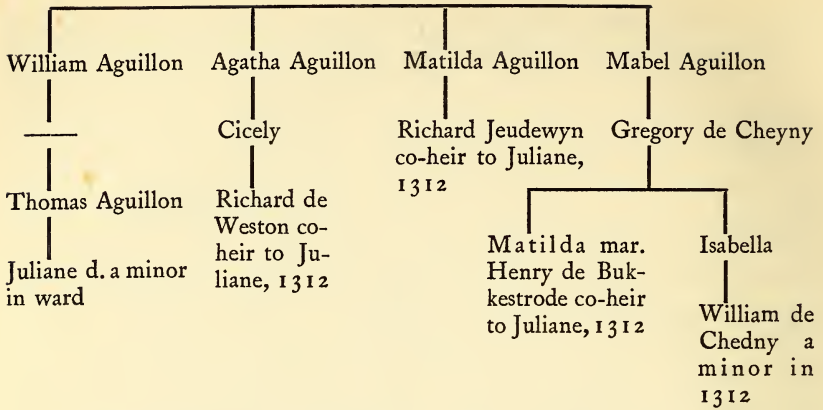 William Aguillon
Agatha Aguillon
Matilda Aguillon
Mabel Aguillon
Cicely
Richard Jeudewyn
co-heir to Juliane,
1312
Gregory de Cheyny
Thomas Aguillon
Richard de
Weston co-
heir to Ju-
liane, 1312
Juliane d. a minor
in ward
Matilda mar.
Henry de Buk-
kestrode co-heir
to Juliane, 1312
Isabella
William de
Chedny a
minor in
1312